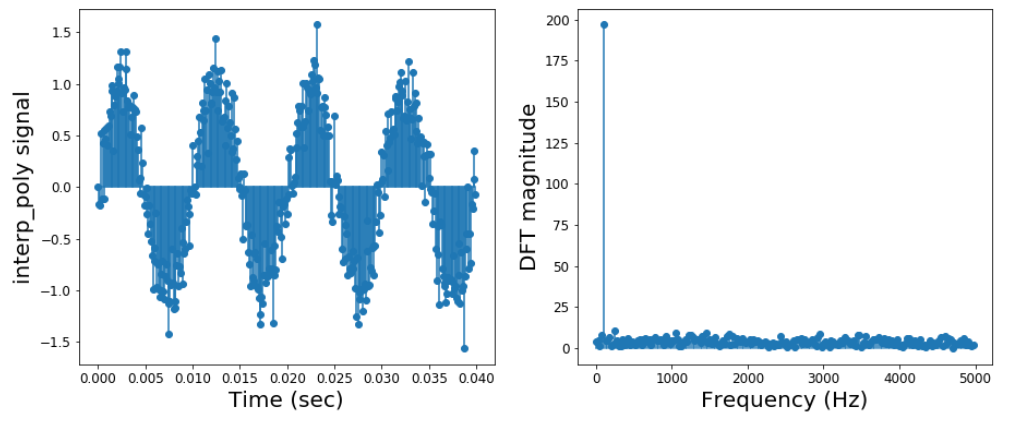 interp_poly signal
1.5
1.0
0.5
0.0
−0.5
−1.0
−1.5
0.000 0.005 0.010 0.015 0.020 0.025 0.030 0.035 0.040
Time (sec)
DFT magnitude
200
175
150
125
100
75
50
25
0
0 1000 2000 3000 4000 5000
Frequency (Hz)